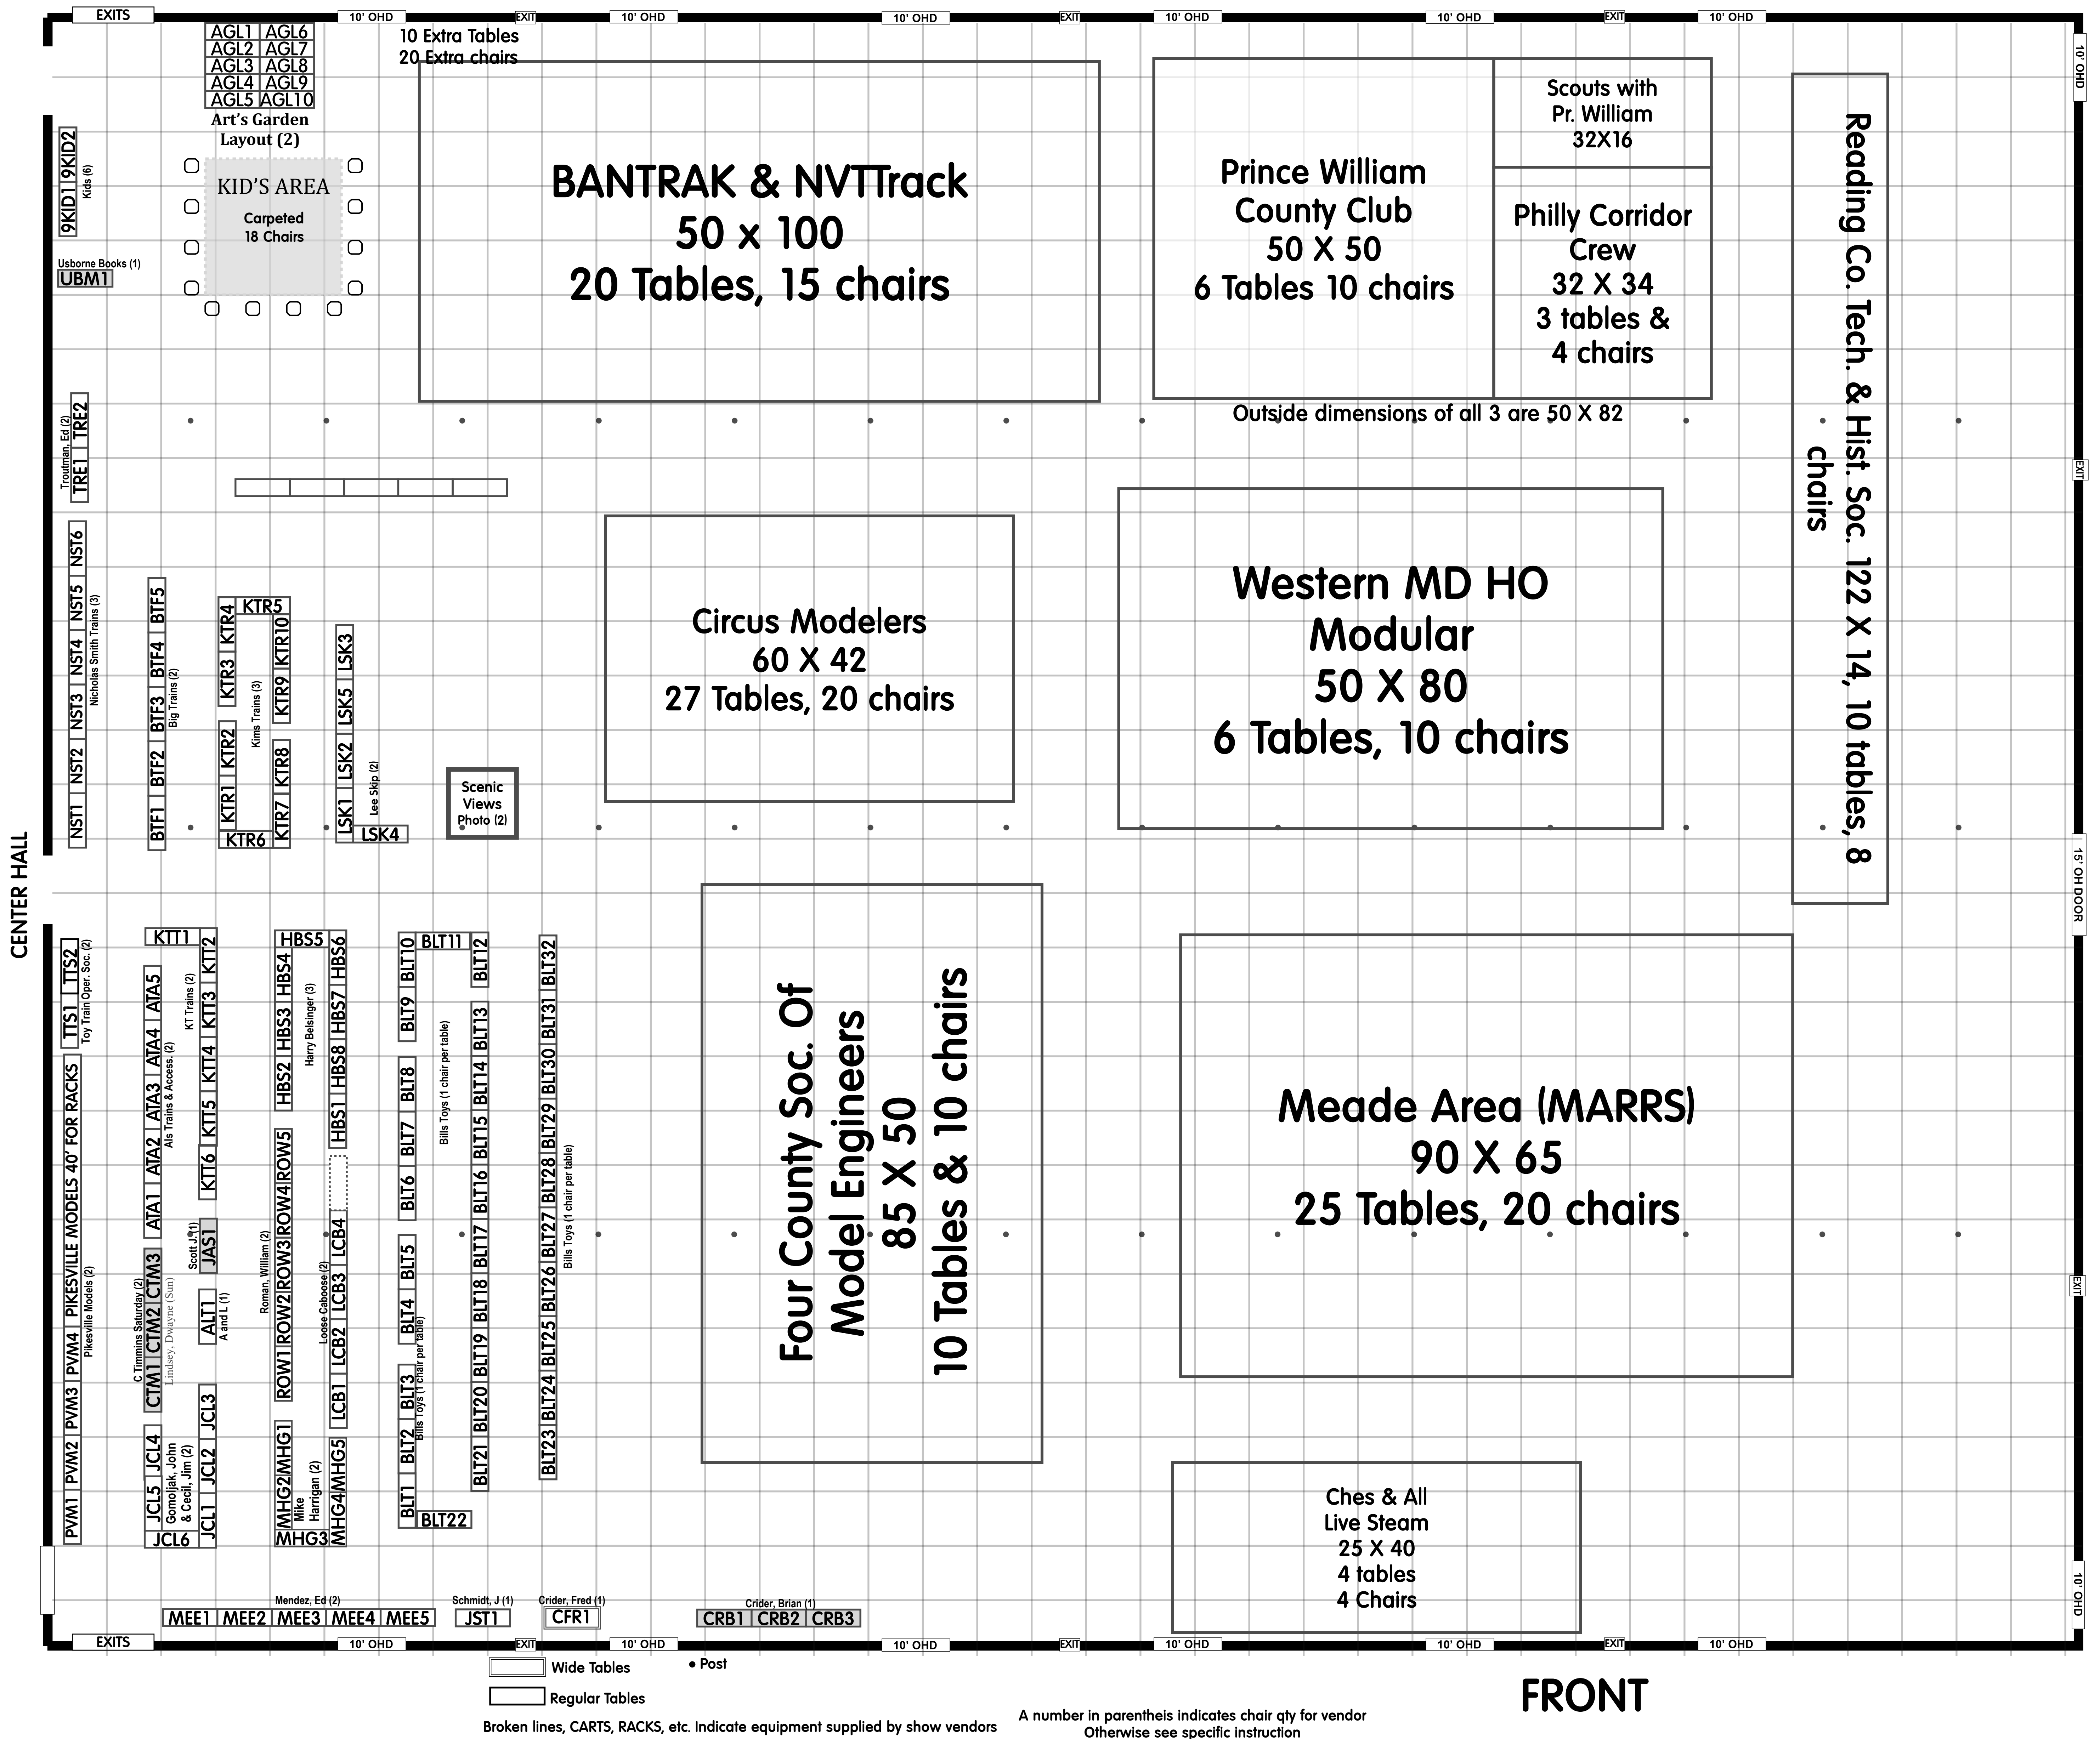 EXITS
10' OHD
EXIT
10' OHD
10' OHD
EXIT
10' OHD
10' OHD
EXIT
10' OHD
AGL1 AGL6
AGL2 AGL7
AGL3 AGL8
AGL4 AGL9
AGL5 AGL10
Art's Garden
Layout (2)
10 Extra Tables
20 Extra chairs
9KID1 9KID2
Kids (6)
KID'S AREA
Carpeted
18 Chairs
Usborne Books (1)
UBM1
BANTRAK & NVTTrack
50 x 100
20 Tables, 15 chairs
Prince William
County Club
50 X 50
6 Tables 10 chairs
Scouts with
Pr. William
32X16
Philly Corridor
Crew
32 X 34
3 tables &
4 chairs
Outside dimensions of all 3 are 50 X 82
Reading Co. Tech. & Hist. Soc. 122 X 14, 10 tables, 8
chairs
10' OHD
EXIT
15' OH DOOR
EXIT
10' OHD
Troutman, Ed (2)
TRE1 TRE2
NST1 NST2 NST3 NST4 NST5 NST6
Nicholas Smith Trains (3)
BTF1 BTF2 BTF3 BTF4 BTF5
Big Trains (2)
KTR1 KTR2 KTR3 KTR4
KTR5
KTR6
Kims Trains (3)
KTR7 KTR8 KTR9 KTR10
LSK1 LSK2 LSK5 LSK3
LSK4
Lee Skip (2)
Scenic
Views
Photo (2)
Circus Modelers
60 X 42
27 Tables, 20 chairs
Western MD HO
Modular
50 X 80
6 Tables, 10 chairs
CENTER HALL
TTS1 TTS2
Toy Train Oper. Soc. (2)
PVM1 PVM2 PVM3 PVM4 PIKESVILLE MODELS 40' FOR RACKS
Pikesville Models (2)
KTT1
KTT6 KTT5 KTT4 KTT3 KTT2
KT Trains (2)
ATA1 ATA2 ATA3 ATA4 ATA5
Als Trains & Access. (2)
C Timmins Saturday (2)
CTM1 CTM2 CTM3
Lindsey, Dwayne (Sun)
Scott J. (1)
JAS1
ALT1
A and L (1)
JCL5 JCL4
Gomoljak, John
& Cecil, Jim (2)
JCL1 JCL2 JCL3
JCL6
HBS5
HBS2 HBS3 HBS4
Harry Belsinger (3)
HBS1 HBS8 HBS7 HBS6
Roman, William (2)
ROW1 ROW2 ROW3 ROW4 ROW5
Loose Caboose (2)
LCB1 LCB2 LCB3 LCB4
MHG2 MHG1
Mike
Harrigan (2)
MHG4 MHG5
MHG3
BLT1 BLT2 BLT3 BLT4 BLT5 BLT6 BLT7 BLT8 BLT9 BLT10
BLT11
Bills Toys (1 chair per table)
Bills Toys (1 chair per table)
BLT21 BLT20 BLT19 BLT18 BLT17 BLT16 BLT15 BLT14 BLT13 BLT12
BLT22
BLT23 BLT24 BLT25 BLT26 BLT27 BLT28 BLT29 BLT30 BLT31 BLT32
Bills Toys (1 chair per table)
Four County Soc. Of
Model Engineers
85 X 50
10 Tables & 10 chairs
Meade Area (MARRS)
90 X 65
25 Tables, 20 chairs
Ches & All
Live Steam
25 X 40
4 tables
4 Chairs
Mendez, Ed (2)
MEE1 MEE2 MEE3 MEE4 MEE5
Schmidt, J (1)
JST1
Crider, Fred (1)
CFR1
Crider, Brian (1)
CRB1 CRB2 CRB3
EXITS
10' OHD
EXIT
10' OHD
10' OHD
EXIT
10' OHD
10' OHD
EXIT
10' OHD
Wide Tables
Post
Regular Tables
FRONT
Broken lines, CARTS, RACKS, etc. Indicate equipment supplied by show vendors
A number in parentheis indicates chair qty for vendor
Otherwise see specific instruction